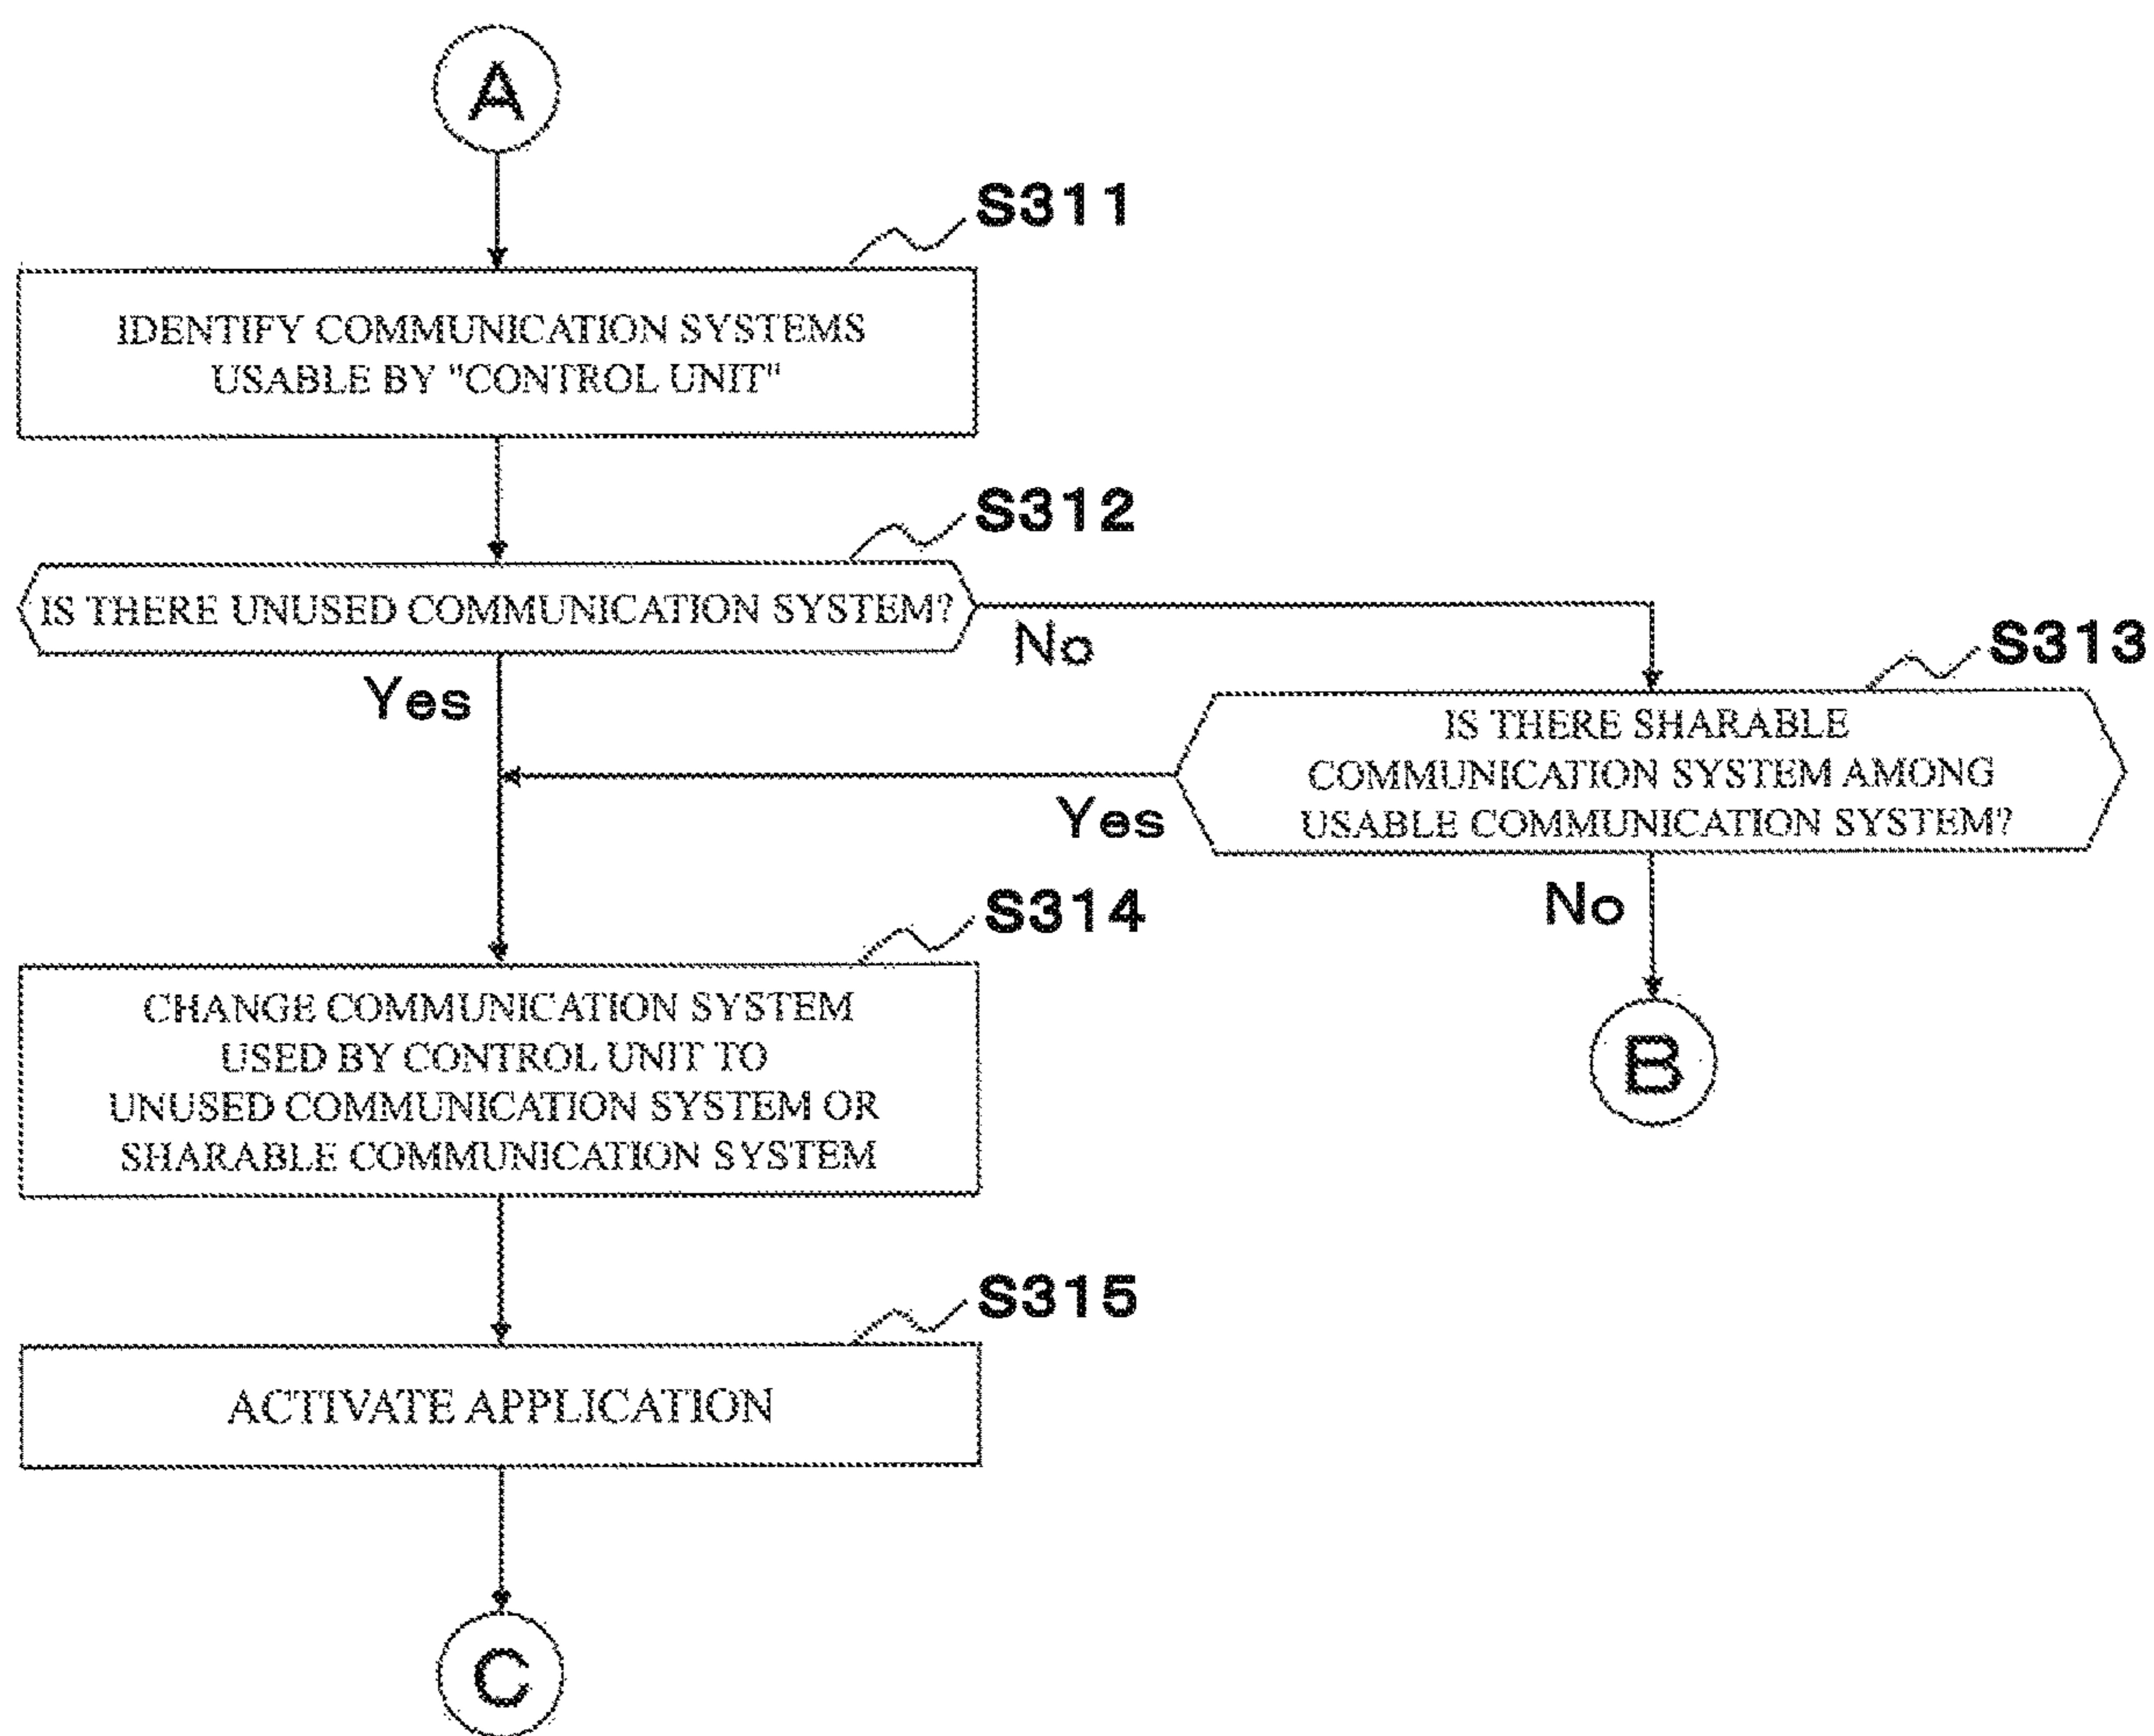 A
S311
IDENTIFY COMMUNICATION SYSTEMS
USABLE BY "CONTROL UNIT"
S312
IS THERE UNUSED COMMUNICATION SYSTEM?
No
Yes
S313
IS THERE SHARABLE
COMMUNICATION SYSTEM AMONG
USABLE COMMUNICATION SYSTEM?
Yes
No
B
S314
CHANGE COMMUNICATION SYSTEM
USED BY CONTROL UNIT TO
UNUSED COMMUNICATION SYSTEM OR
SHARABLE COMMUNICATION SYSTEM
S315
ACTIVATE APPLICATION
C